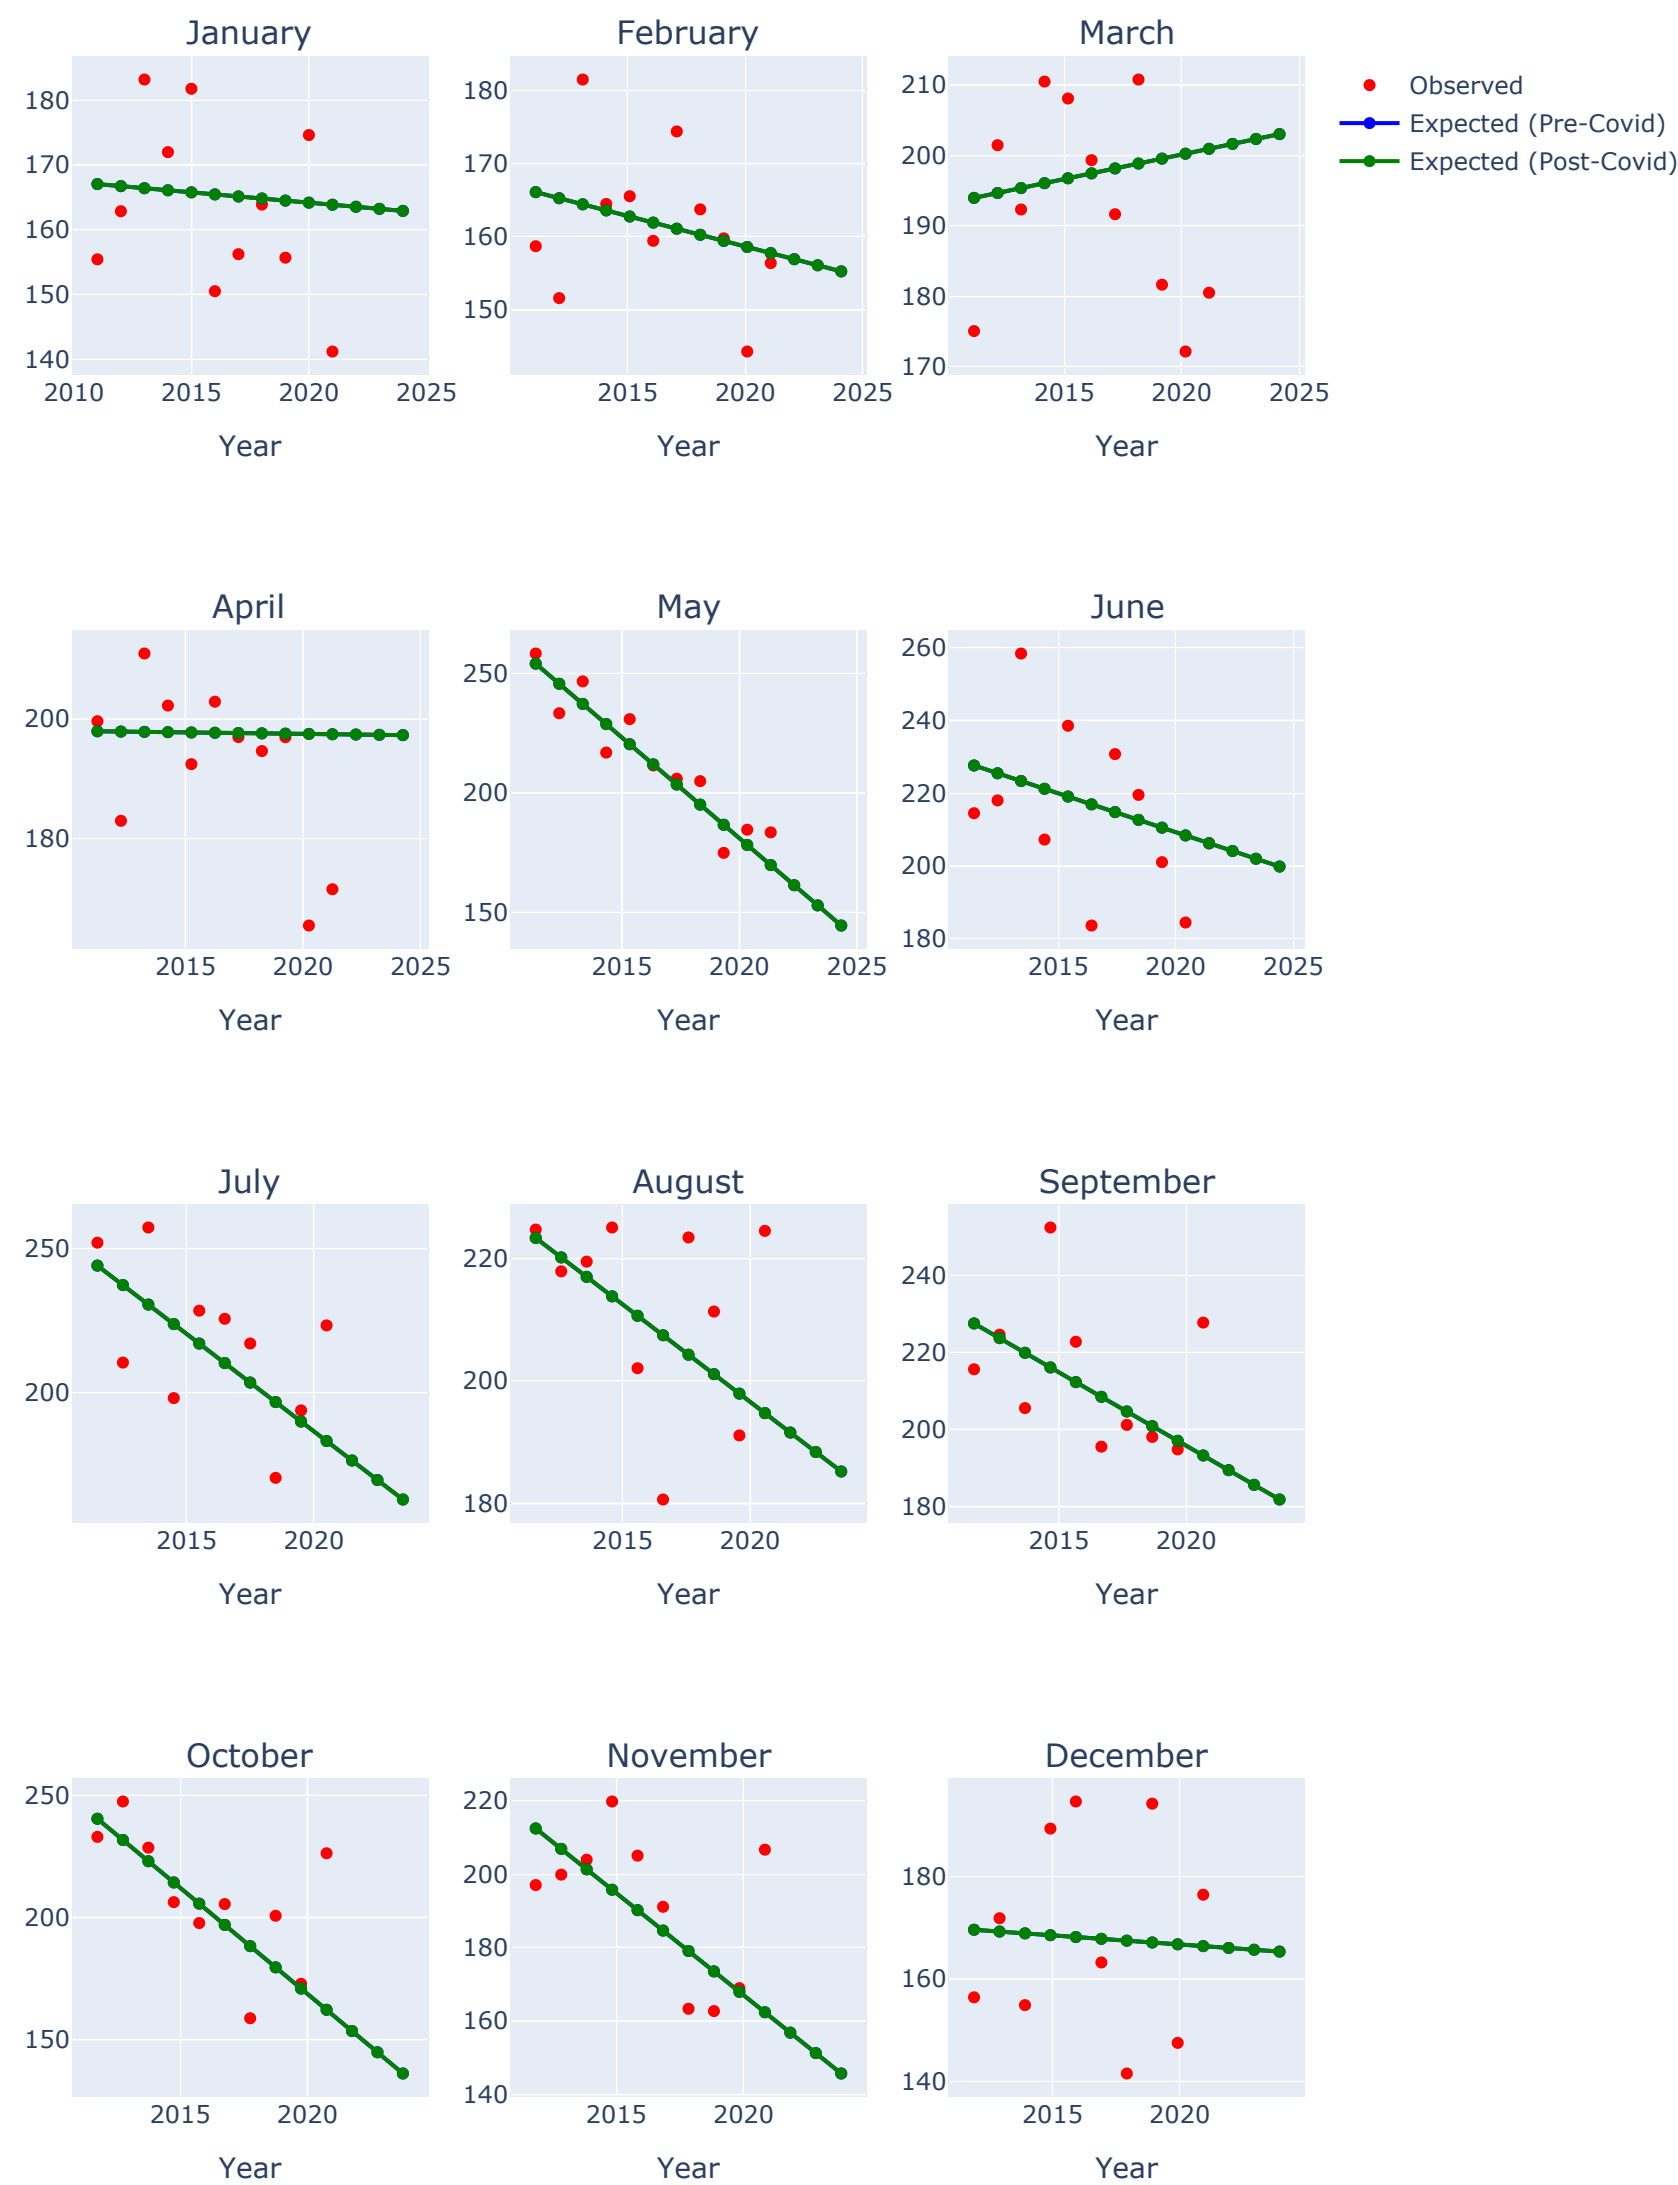 January
February
March
180
170
160
150
140
2010
2015
2020
2025
Year
180
170
160
150
2015
2020
2025
Year
210
200
190
180
170
2015
2020
2025
Year
Observed
Expected (Pre-Covid)
Expected (Post-Covid)
April
May
June
200
180
2015
2020
2025
Year
250
200
150
2015
2020
2025
Year
260
240
220
200
180
2015
2020
2025
Year
July
August
September
250
200
2015
2020
Year
220
200
180
2015
2020
Year
240
220
200
180
2015
2020
Year
October
November
December
250
200
150
2015
2020
Year
220
200
180
160
140
2015
2020
Year
180
160
140
2015
2020
Year